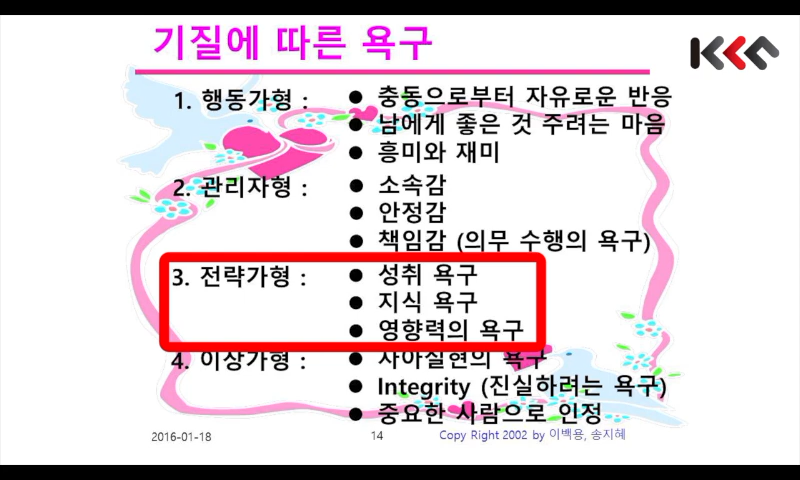 기질에 따른 욕구
KCC
1. 행동가형 : ● 충동으로부터 자유로운 반응
● 남에게 좋은 것 주려는 마음
● 흥미와 재미
2. 관리자형 : ● 소속감
● 안정감
● 책임감 (의무 수행의 욕구)
3. 전략가형 : ● 성취 욕구
● 지식 욕구
● 영향력의 욕구
4. 이상가형 : ● 자아실현의 욕구
● Integrity (진실하려는 욕구)
● 중요한 사람으로 인정
2016-01-18 14 Copy Right 2002 by 이백용, 송지혜